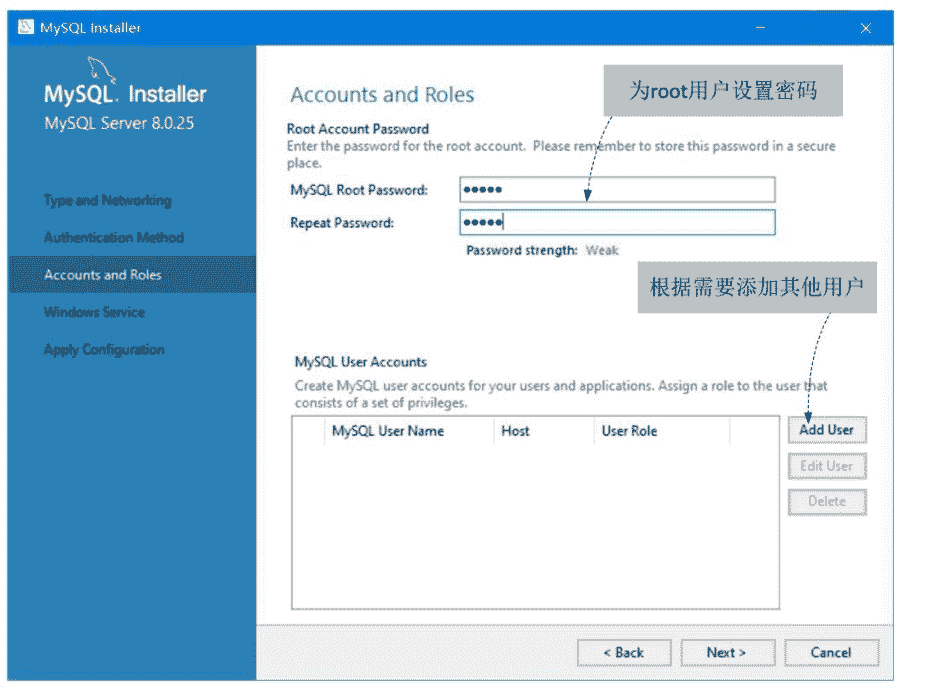 MySQL Installer
MySQL. Installer
MySQL Server 8.0.25
Type and Networking
Authentication Method
Accounts and Roles
Windows Service
Apply Configuration
Accounts and Roles
为root用户设置密码
Root Account Password
Enter the password for the root account. Please remember to store this password in a secure
place.
MySQL Root Password:
●●●●●
Repeat Password:
●●●●●
Password strength: Weak
根据需要添加其他用户
MySQL User Accounts
Create MySQL user accounts for your users and applications. Assign a role to the user that
consists of a set of privileges.
MySQL User Name Host User Role
Add User
Edit User
Delete
< Back Next > Cancel